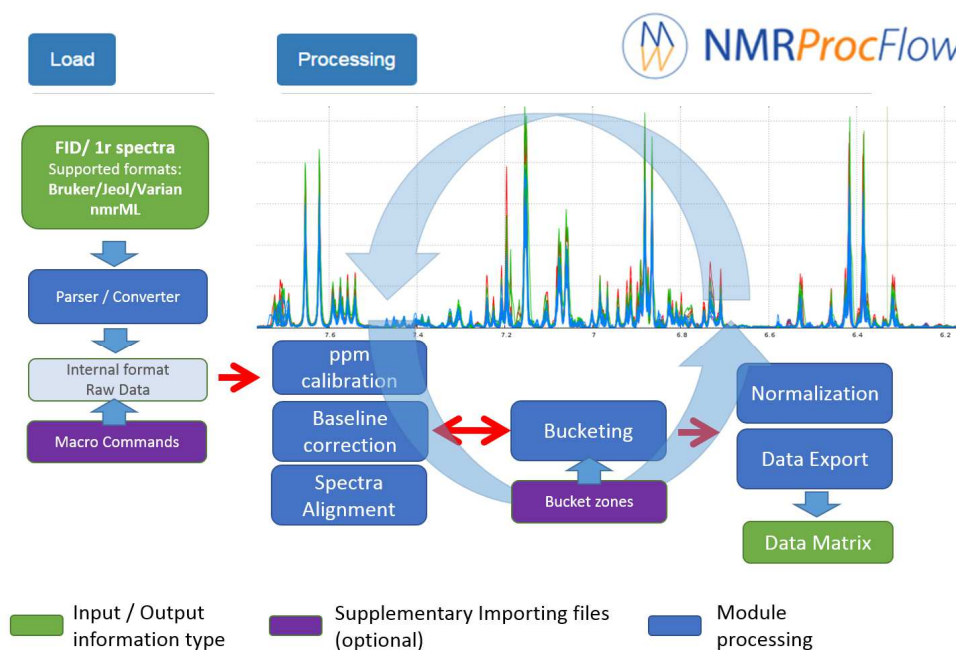 Load
Processing
NMRProcFlow
FID/ 1r spectra
Supported formats:
Bruker/Jeol/Varian
nmrML
Parser / Converter
Internal format
Raw Data
Macro Commands
7.6
7.4
7.2
7
6.8
6.6
6.4
6.2
ppm
calibration
Baseline
correction
Spectra
Alignment
Bucketing
Bucket zones
Normalization
Data Export
Data Matrix
Input / Output
information type
Supplementary Importing files
(optional)
Module
processing